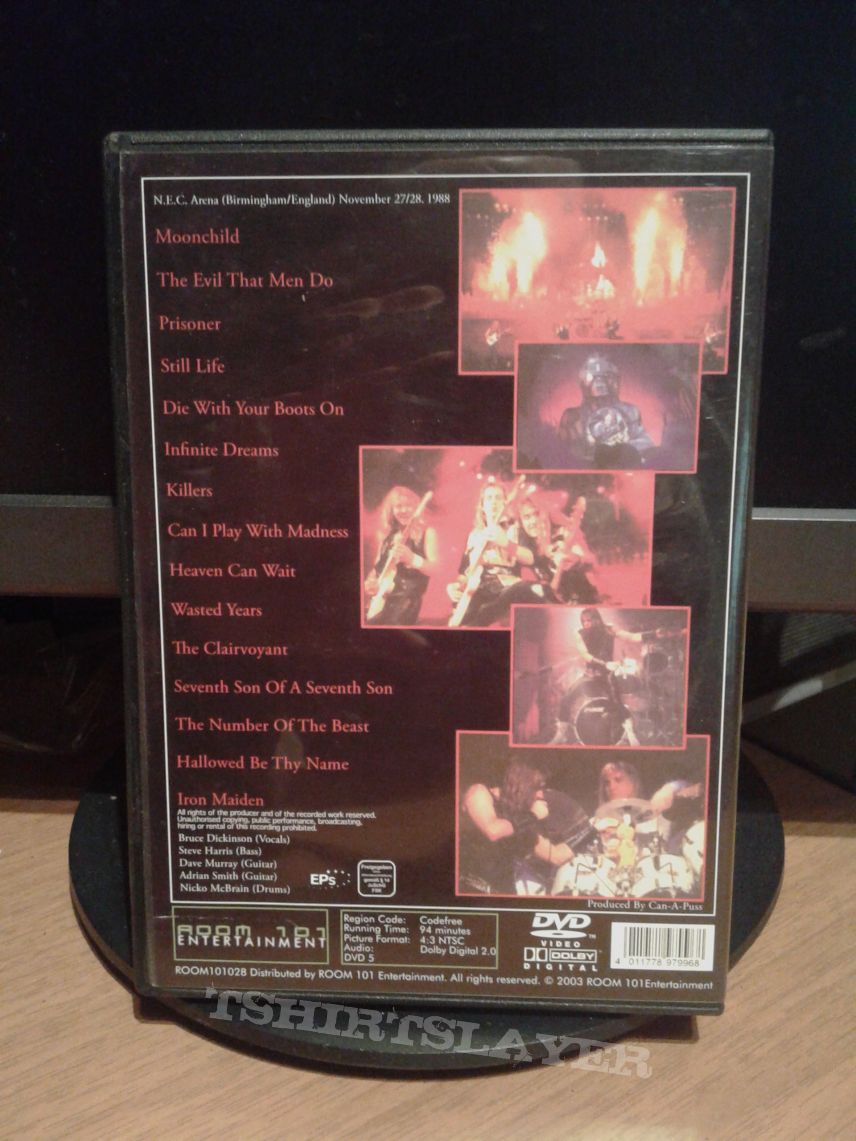 N.E.C. Arena (Birmingham/England) November 27/28, 1988
Moonchild
The Evil That Men Do
Prisoner
Still Life
Die With Your Boots On
Infinite Dreams
Killers
Can I Play With Madness
Heaven Can Wait
Wasted Years
The Clairvoyant
Seventh Son Of A Seventh Son
The Number Of The Beast
Hallowed Be Thy Name
Iron Maiden
All rights of the producer and of the recorded work reserved.
Unauthorised copying, public performance, broadcasting,
hiring or rental of this recording prohibited.
Bruce Dickinson (Vocals)
Steve Harris (Bass)
Dave Murray (Guitar)
Adrian Smith (Guitar)
Nicko McBrain (Drums)
EPs
Freigegeben
gemäß § 14
JuSchG
FSK
Produced By Can-A-Puss
ROOM 101
ENTERTAINMENT
Region Code: Codefree
Running Time: 94 minutes
Picture Format: 4:3 NTSC
Audio: Dolby Digital 2.0
DVD 5
DVD TM
VIDEO
DOLBY
DIGITAL
4 011778 979968
ROOM101028 Distributed by ROOM 101 Entertainment. All rights reserved. © 2003 ROOM 101Entertainment
TSHIRTSLAYER